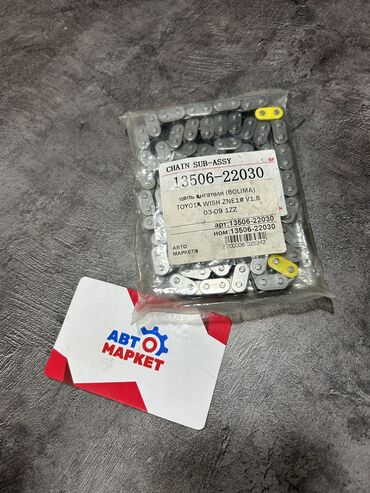 CHAIN SUB-ASSY
13506-22030
цепь двигателя (BOLIMA)
TOYOTA WISH ZNE1# V1.8
03-09 1ZZ
арт:13506-22030
ном:13506-22030
АВТО
МАРКЕТ#
АВТО
МАРКЕТ